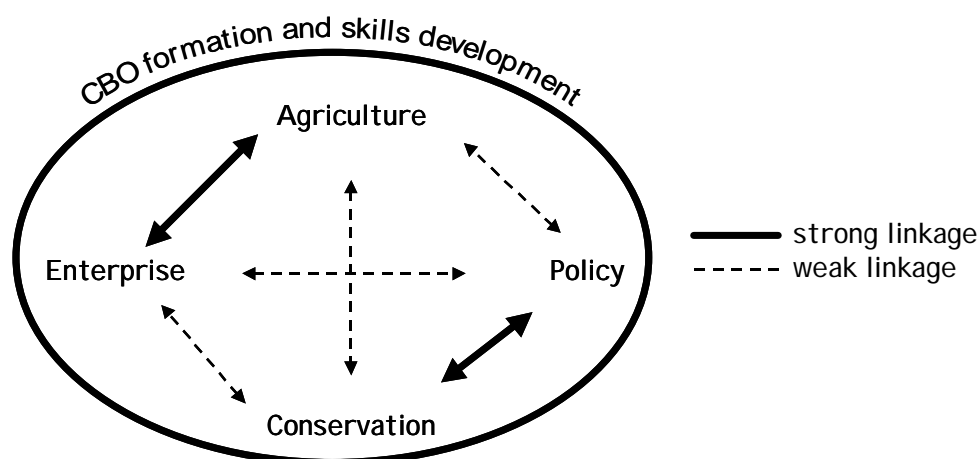 CBO formation and skills development
Agriculture
Enterprise
Policy
Conservation
strong linkage
weak linkage